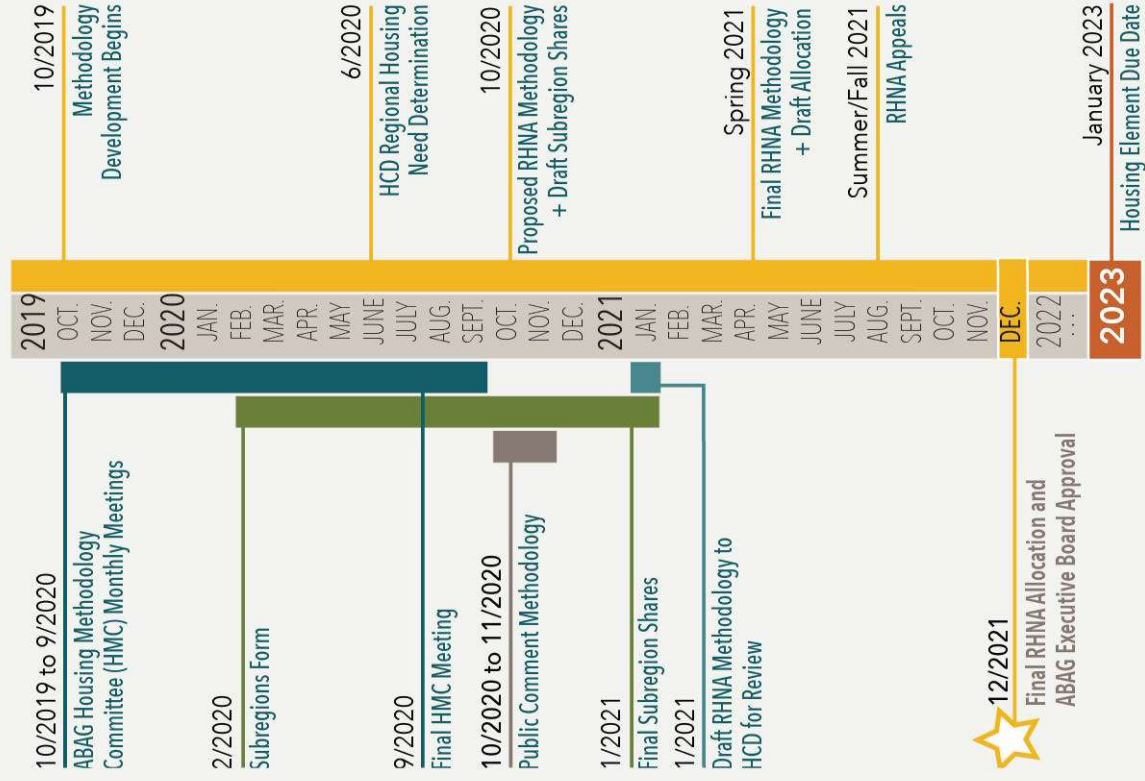 10/2019
Methodology
Development Begins
6/2020
HCD Regional Housing
Need Determination
10/2020
Proposed RHNA Methodology
+ Draft Subregion Shares
Spring 2021
Final RHNA Methodology
+ Draft Allocation
Summer/Fall 2021
RHNA Appeals
January 2023
Housing Element Due Date
2019
OCT.
NOV.
DEC.
2020
JAN.
FEB.
MAR.
APR.
MAY
JUNE
JULY
AUG.
SEPT.
OCT.
NOV.
DEC.
2021
JAN.
FEB.
MAR.
APR.
MAY
JUNE
JULY
AUG.
SEPT.
OCT.
NOV.
DEC.
2022
....
2023
10/2019 to 9/2020
ABAG Housing Methodology
Committee (HMC) Monthly Meetings
2/2020
Subregions Form
9/2020
Final HMC Meeting
10/2020 to 11/2020
Public Comment Methodology
1/2021
Final Subregion Shares
1/2021
Draft RHNA Methodology to
HCD for Review
12/2021
Final RHNA Allocation and
ABAG Executive Board Approval